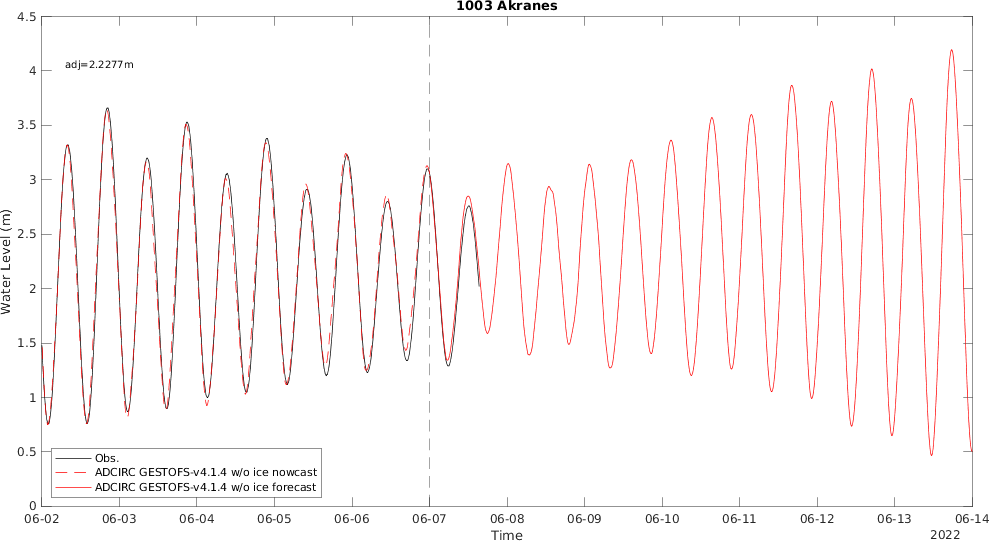 1003 Akranes
4.5
4
3.5
3
2.5
2
1.5
1
0.5
0
Water Level (m)
adj=2.2277m
Obs.
ADCIRC GESTOFS-v4.1.4 w/o ice nowcast
ADCIRC GESTOFS-v4.1.4 w/o ice forecast
06-02 06-03 06-04 06-05 06-06 06-07 06-08 06-09 06-10 06-11 06-12 06-13 06-14
Time
2022